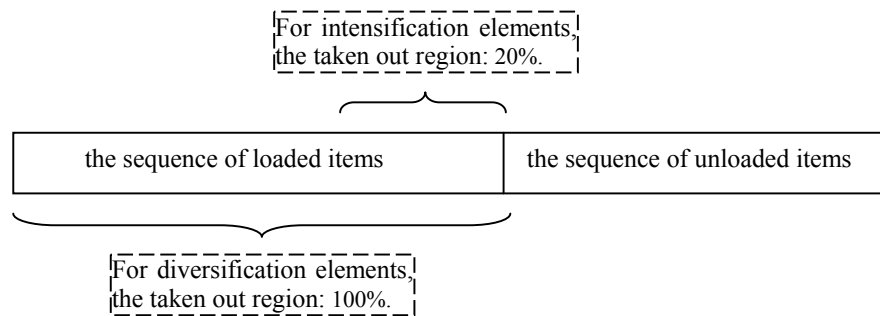 For intensification elements,
the taken out region: 20%.
the sequence of loaded items
the sequence of unloaded items
For diversification elements,
the taken out region: 100%.